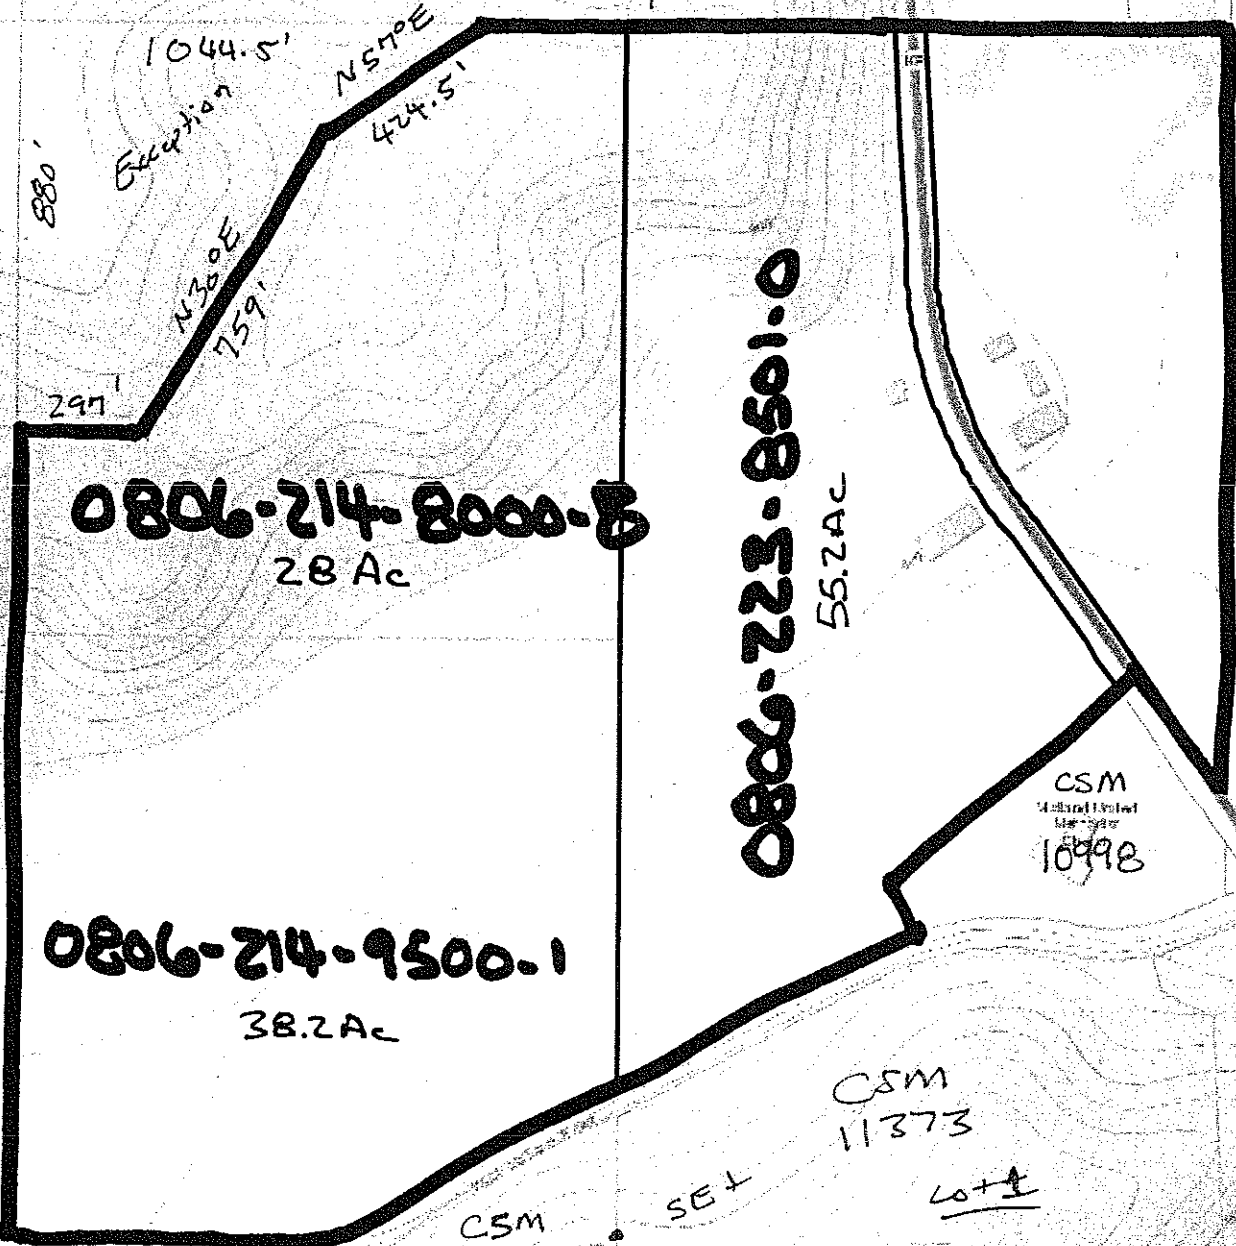 1044.5'
N57°E
424.5'
Exception
880'
N30°E
759'
297'
0806-214-8000-8
28 Ac
0806-223-8501-0
55.2Ac
CSM
10998
0806-214-9500-1
38.2Ac
CSM
11373
Lot 1
SE
CSM